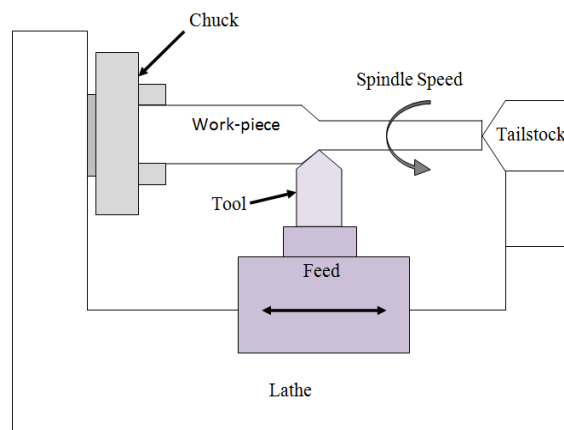 Chuck
Spindle Speed
Work-piece
Tailstock
Tool
Feed
Lathe